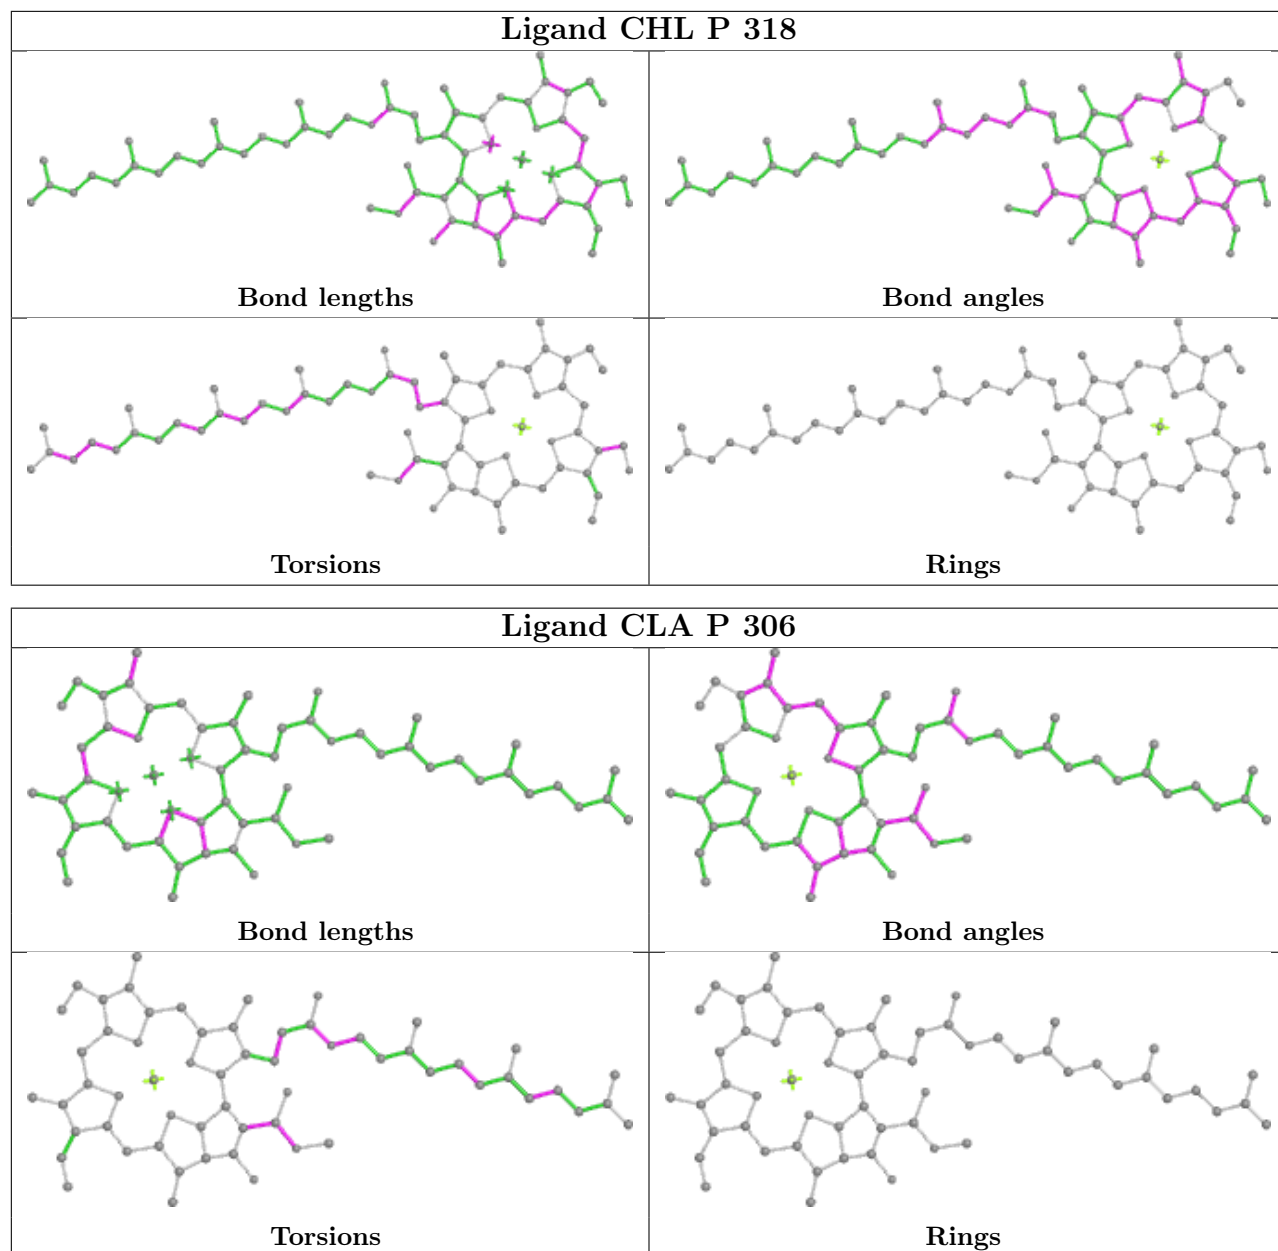 Ligand CHL P 318
Bond lengths
Bond angles
Torsions
Rings
Ligand CLA P 306
Bond lengths
Bond angles
Torsions
Rings